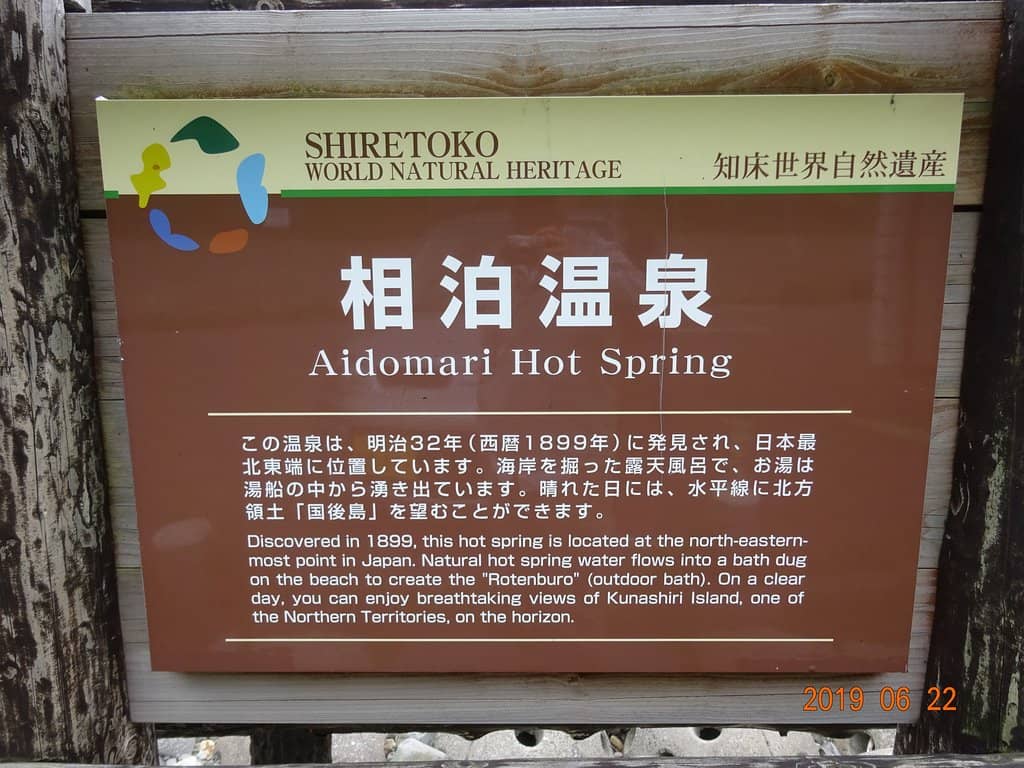 SHIRETOKO
WORLD NATURAL HERITAGE
知床世界自然遺産
相泊温泉
Aidomari Hot Spring
この温泉は、明治32年(西暦1899年)に発見され、日本最
北東端に位置しています。海岸を掘った露天風呂で、お湯は
湯船の中から湧き出ています。晴れた日には、水平線に北方
領土「国後島」を望むことができます。
Discovered in 1899, this hot spring is located at the north-eastern-
most point in Japan. Natural hot spring water flows into a bath dug
on the beach to create the "Rotenburo" (outdoor bath). On a clear
day, you can enjoy breathtaking views of Kunashiri Island, one of
the Northern Territories, on the horizon.
2019 06 22